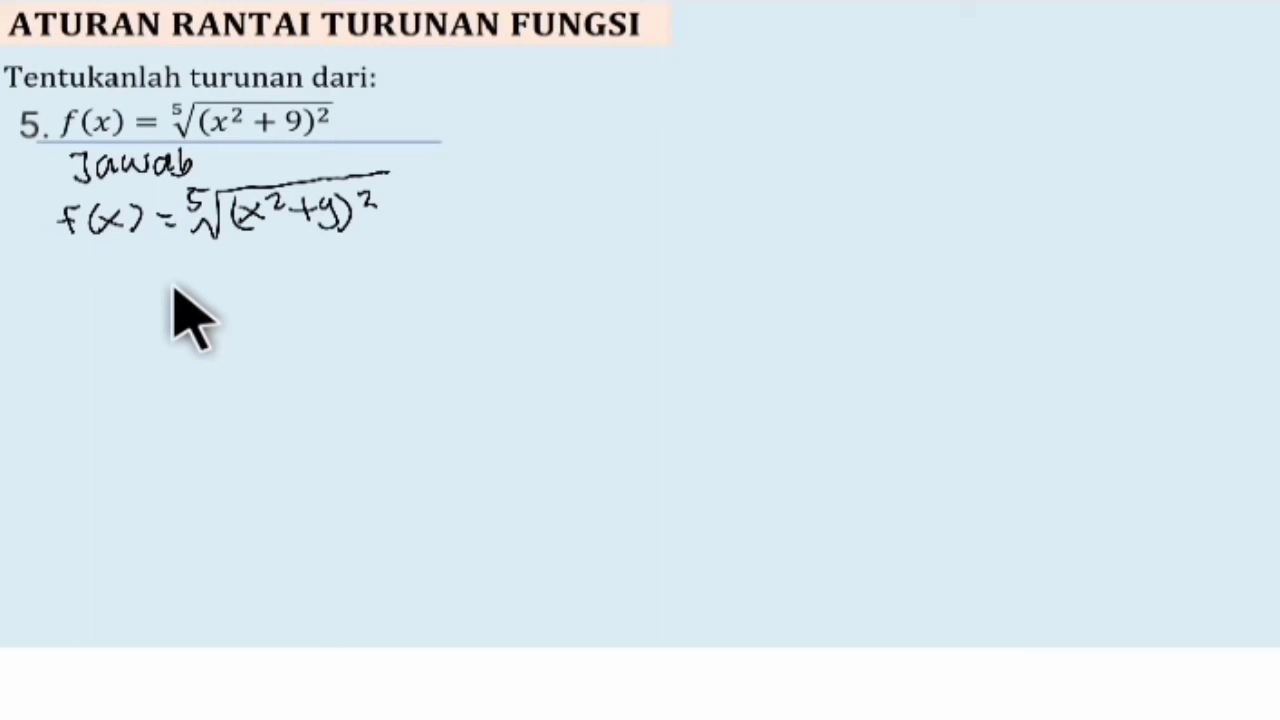 ATURAN RANTAI TURUNAN FUNGSI
Tentukanlah turunan dari:
5. f(x) = ⁵√(x² + 9)²
Jawab
f(x) = ⁵√(x²+9)²